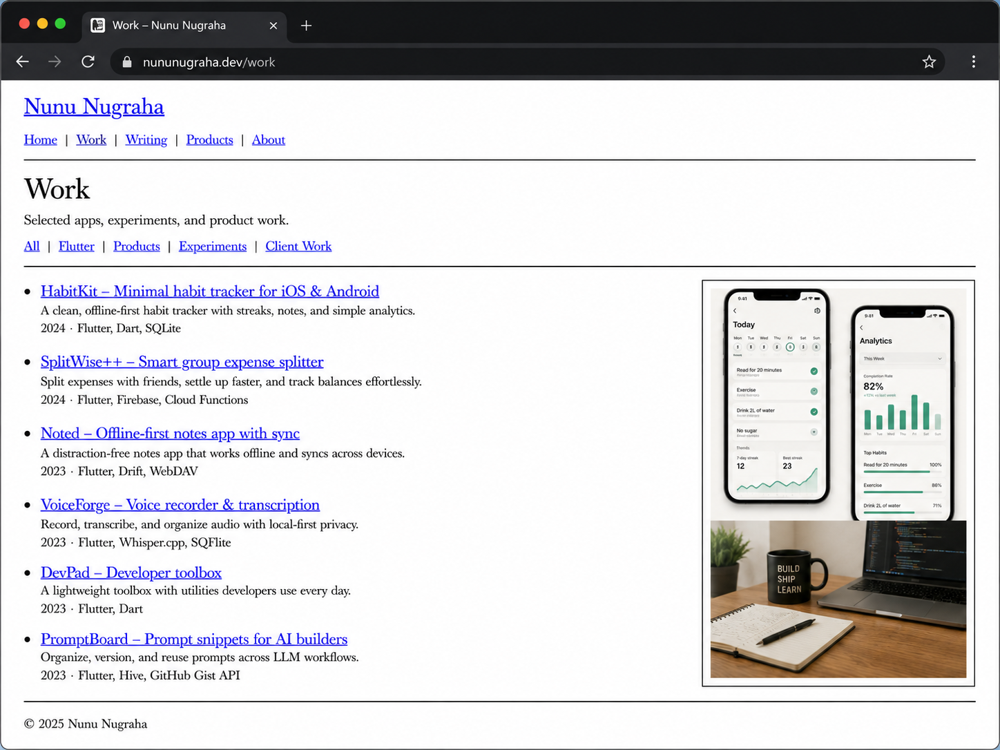 Work – Nunu Nugraha
nununugraha.dev/work
Nunu Nugraha
Home | Work | Writing | Products | About
Work
Selected apps, experiments, and product work.
All | Flutter | Products | Experiments | Client Work
HabitKit – Minimal habit tracker for iOS & Android
A clean, offline-first habit tracker with streaks, notes, and simple analytics.
2024 · Flutter, Dart, SQLite
SplitWise++ – Smart group expense splitter
Split expenses with friends, settle up faster, and track balances effortlessly.
2024 · Flutter, Firebase, Cloud Functions
Noted – Offline-first notes app with sync
A distraction-free notes app that works offline and syncs across devices.
2023 · Flutter, Drift, WebDAV
VoiceForge – Voice recorder & transcription
Record, transcribe, and organize audio with local-first privacy.
2023 · Flutter, Whisper.cpp, SQFlite
DevPad – Developer toolbox
A lightweight toolbox with utilities developers use every day.
2023 · Flutter, Dart
PromptBoard – Prompt snippets for AI builders
Organize, version, and reuse prompts across LLM workflows.
2023 · Flutter, Hive, GitHub Gist API
9:41
Today
Mon Tue Wed Thu Fri Sat Sun
Read for 20 minutes
Exercise
Drink 2L of water
No sugar
Trends
7-day streak Best streak
12 23
Analytics
This Week
Completion Rate
82%
+12% vs last week
Mon Tue Wed Thu Fri Sat Sun
Top Habits
Read for 20 minutes 100%
Exercise 86%
Drink 2L of water 71%
BUILD
SHIP
LEARN
© 2025 Nunu Nugraha